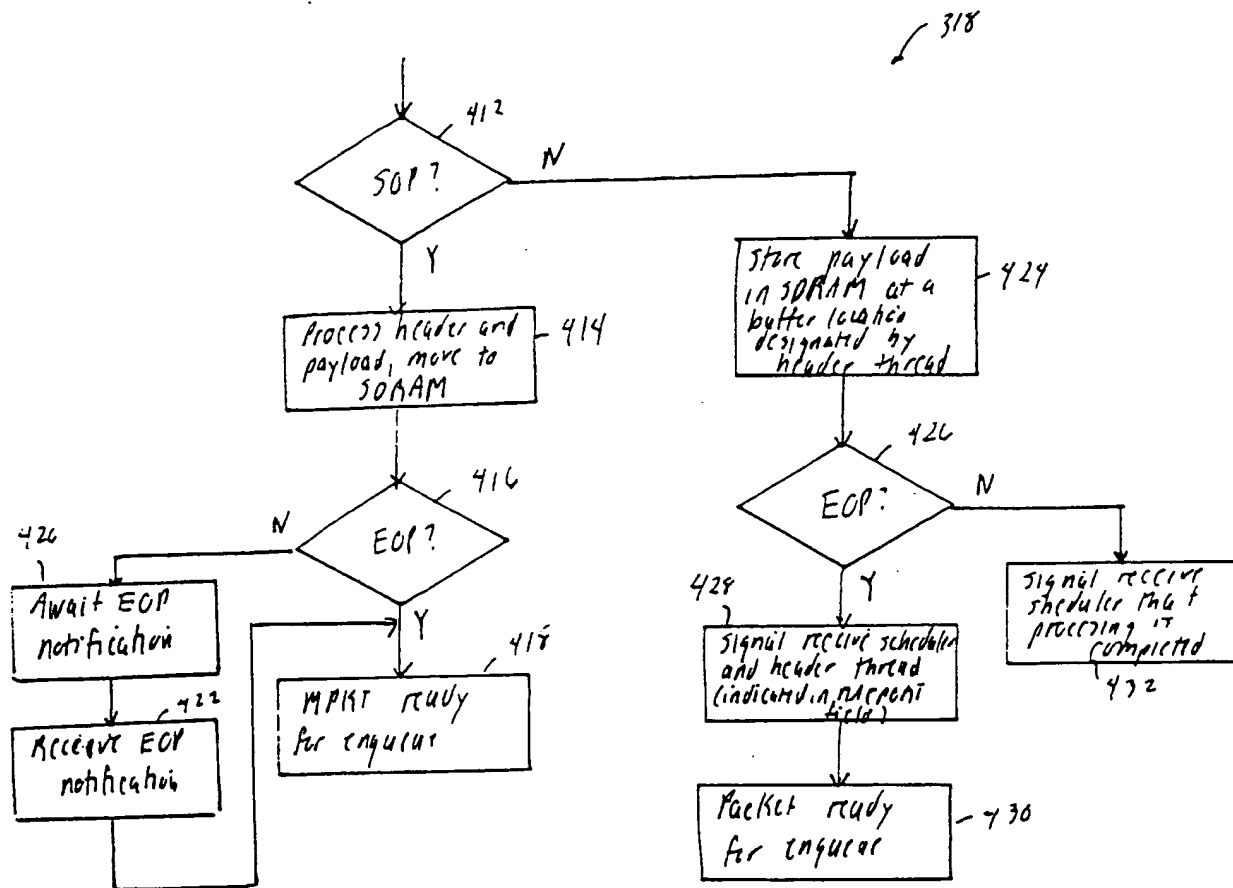 318
412
SOP?
N
Y
Store payload
in SDRAM at a
buffer location
designated by
header thread
424
Process header and
payload, move to
SDRAM
414
426
EOP?
N
Y
416
EOP?
N
Y
420
Await EOP
notification
422
Receive EOP
notification
418
MPKT ready
for enqueue
428
Signal receive scheduler
and header thread
(indicated in
field)
Signal receive
sheduler that
processing is
completed
432
Packet ready
for enqueue
430